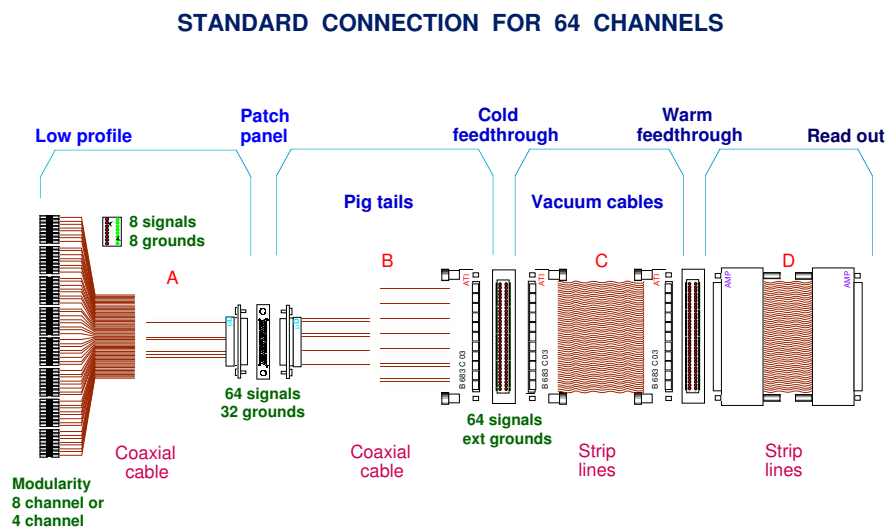 STANDARD CONNECTION FOR 64 CHANNELS
Low profile
Patch
panel
Cold
feedthrough
Warm
feedthrough
Read out
Pig tails
Vacuum cables
8 signals
8 grounds
A
B
C
D
ATI
ATI
ATI
AMP
AMP
B 683 C 03
B 683 C 03
B 683 C 03
64 signals
32 grounds
64 signals
ext grounds
Coaxial
cable
Coaxial
cable
Strip
lines
Strip
lines
Modularity
8 channel or
4 channel